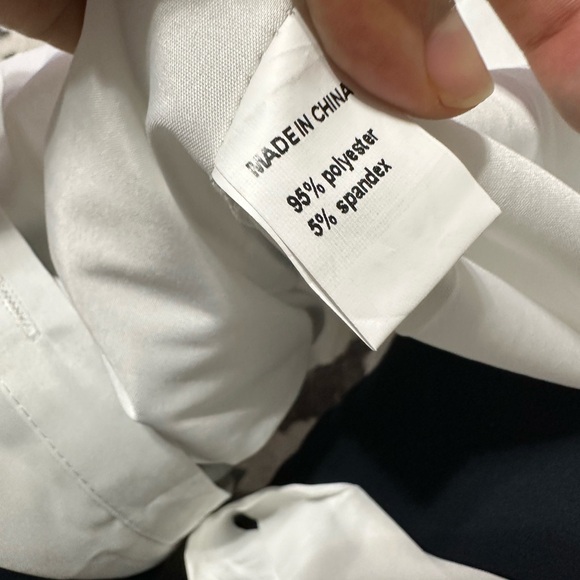 MADE IN CHINA
95% polyester
5% spandex